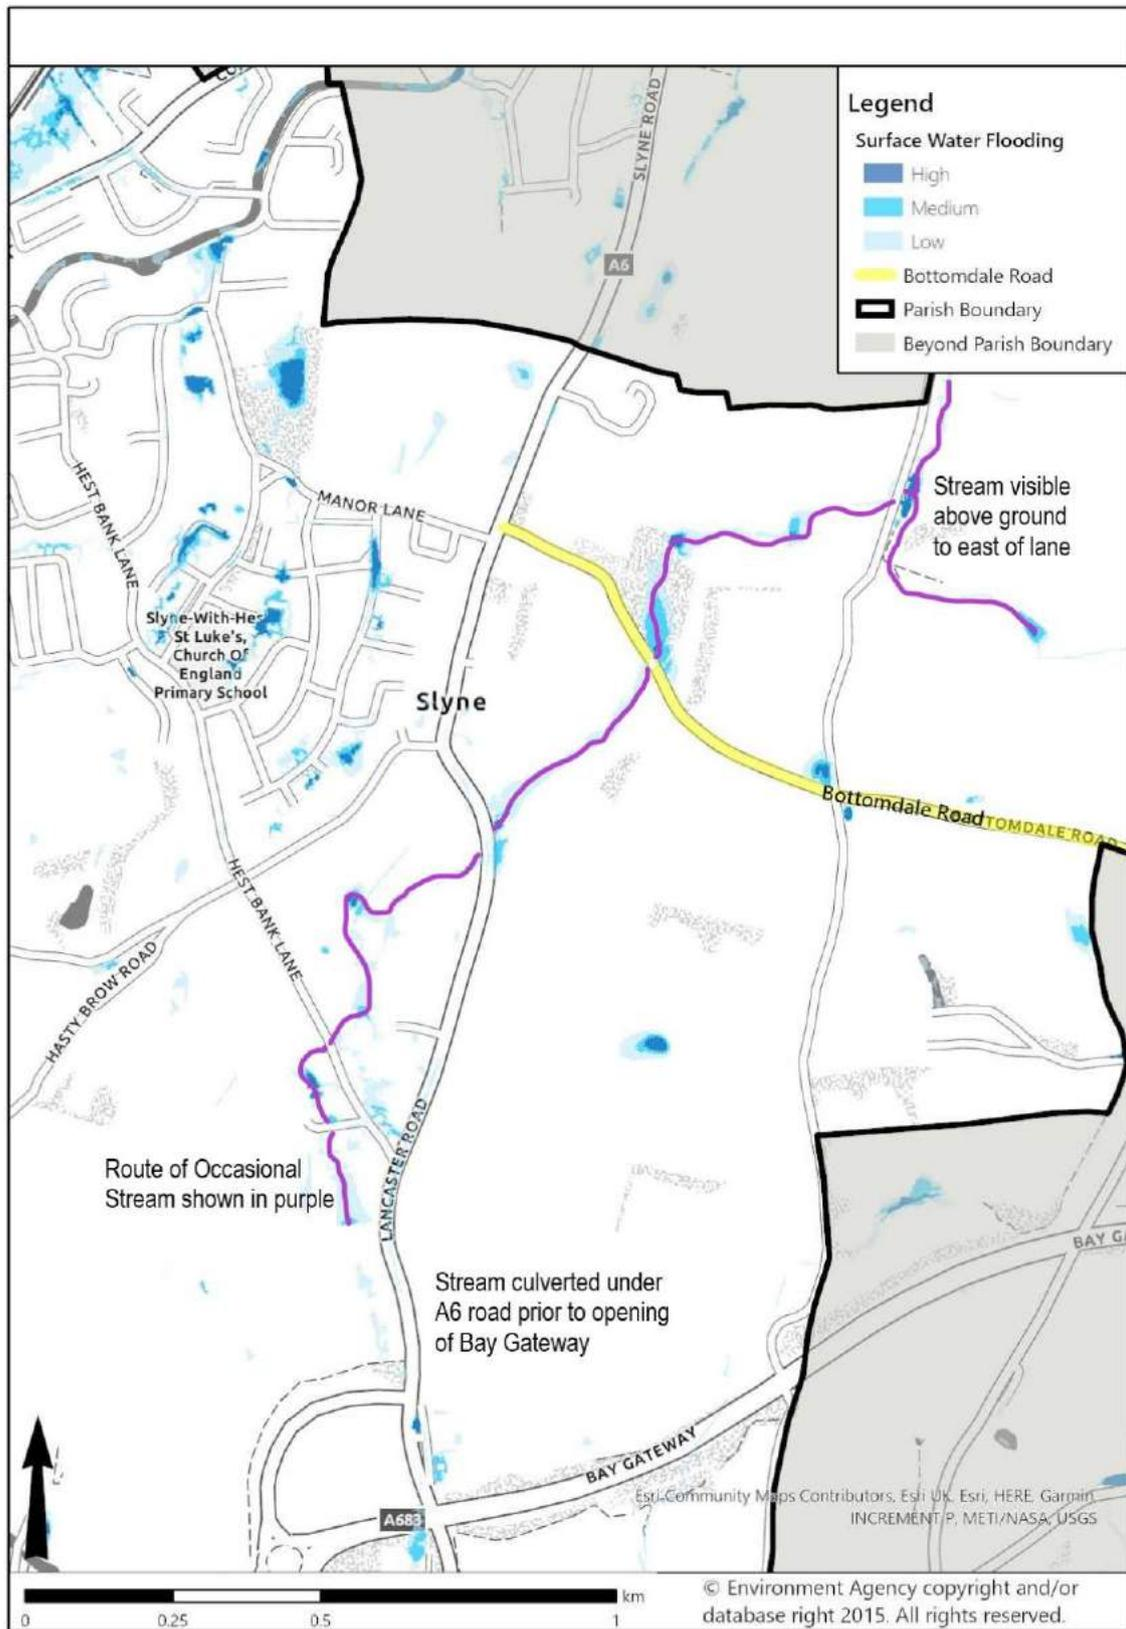 CO
SLYNE ROAD
A6
Legend
Surface Water Flooding
High
Medium
Low
Bottomdale Road
Parish Boundary
Beyond Parish Boundary
HEST BANK LANE
MANOR LANE
Stream visible
above ground
to east of lane
Slyne-With-Hes
St Luke's,
Church Of
England
Primary School
Slyne
Bottomdale Road
TOMDALE ROAD
HEST BANK LANE
HASTY BROW ROAD
LANCASTER ROAD
Route of Occasional
Stream shown in purple
BAY G
Stream culverted under
A6 road prior to opening
of Bay Gateway
BAY GATEWAY
Esri Community Maps Contributors, Esri UK, Esri, HERE, Garmin,
INCREMENT P, METI/NASA, USGS
A683
km
0 0.25 0.5 1
© Environment Agency copyright and/or
database right 2015. All rights reserved.